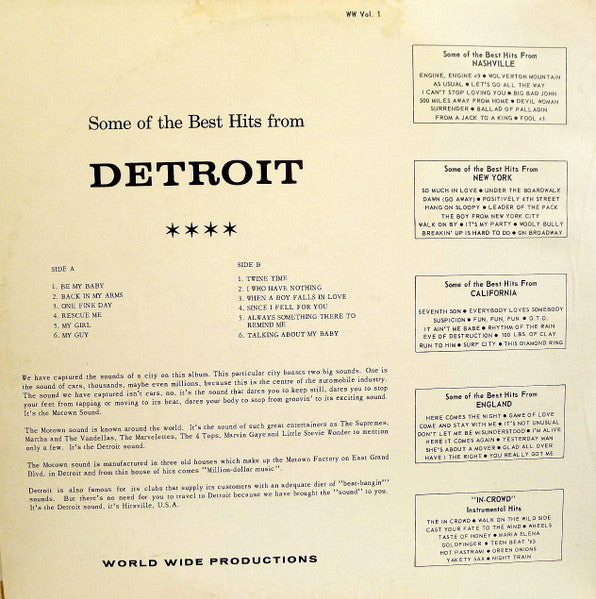 WW Vol. 1
Some of the Best Hits from
DETROIT
★★★★
SIDE A
1. BE MY BABY
2. BACK IN MY ARMS
3. ONE FINE DAY
4. RESCUE ME
5. MY GIRL
6. MY GUY
SIDE B
1. TWINE TIME
2. I WHO HAVE NOTHING
3. WHEN A BOY FALLS IN LOVE
4. SINCE I FELL FOR YOU
5. ALWAYS SOMETHING THERE TO
REMIND ME
6. TALKING ABOUT MY BABY
We have captured the sounds of a city on this album. This particular city boasts two big sounds. One is
the sound of cars, thousands, maybe even millions, because this is the centre of the automobile industry.
The sound we have captured isn't cars, no, it's the sound that dares you to keep still, dares you to stop
your feet from tapping or moving to its beat, dares your body to stop from groovin' to its exciting sound.
It's the Motown Sound.
The Motown sound is known around the world. It's the sound of such great entertainers as The Supremes,
Martha and The Vandellas, The Marvelettes, The 4 Tops, Marvin Gaye and Little Stevie Wonder to mention
only a few. It's the Detroit sound.
The Motown sound is manufactured in three old houses which make up the Motown Factory on East Grand
Blvd. in Detroit and from this house of hits comes "Million-dollar music".
Detroit is also famous for its clubs that supply its customers with an adequate diet of "beat-bangin'"
sounds. But there's no need for you to travel to Detroit because we have brought the "sound" to you.
It's the Detroit sound, it's Hitsville, U.S.A.
WORLD WIDE PRODUCTIONS
Some of the Best Hits From
NASHVILLE
ENGINE, ENGINE #9 ● WOLVERTON MOUNTAIN
AS USUAL ● LET'S GO ALL THE WAY
I CAN'T STOP LOVING YOU ● BIG BAD JOHN
500 MILES AWAY FROM HOME ● DEVIL WOMAN
SURRENDER ● BALLAD OF PALLADIN
FROM A JACK TO A KING ● FOOL #1
Some of the Best Hits From
NEW YORK
SO MUCH IN LOVE ● UNDER THE BOARDWALK
DAWN (GO AWAY) ● POSITIVELY 4TH STREET
HANG ON SLOOPY ● LEADER OF THE PACK
THE BOY FROM NEW YORK CITY
WALK ON BY ● IT'S MY PARTY ● WOOLY BULLY
BREAKIN' UP IS HARD TO DO ● ON BROADWAY
Some of the Best Hits From
CALIFORNIA
SEVENTH SON ● EVERYBODY LOVES SOMEBODY
SUSPICION ● FUN, FUN, FUN ● G.T.O.
IT AIN'T ME BABE ● RHYTHM OF THE RAIN
EVE OF DESTRUCTION ● 100 LBS. OF CLAY
RUN TO HIM ● SURF CITY ● THIS DIAMOND RING
Some of the Best Hits From
ENGLAND
HERE COMES THE NIGHT ● GAME OF LOVE
COME AND STAY WITH ME ● IT'S NOT UNUSUAL
DON'T LET ME BE MISUNDERSTOOD ● I'M ALIVE
HERE IT COMES AGAIN ● YESTERDAY MAN
SHE'S ABOUT A MOVER ● GLAD ALL OVER
HAVE I THE RIGHT ● YOU REALLY GOT ME
"IN-CROWD"
Instrumental Hits
THE IN CROWD ● WALK ON THE WILD SIDE
CAST YOUR FATE TO THE WIND ● WHEELS
TASTE OF HONEY ● MARIA ELENA
GOLDFINGER ● TEEN BEAT '65
HOT PASTRAMI ● GREEN ONIONS
YAKETY SAX ● NIGHT TRAIN